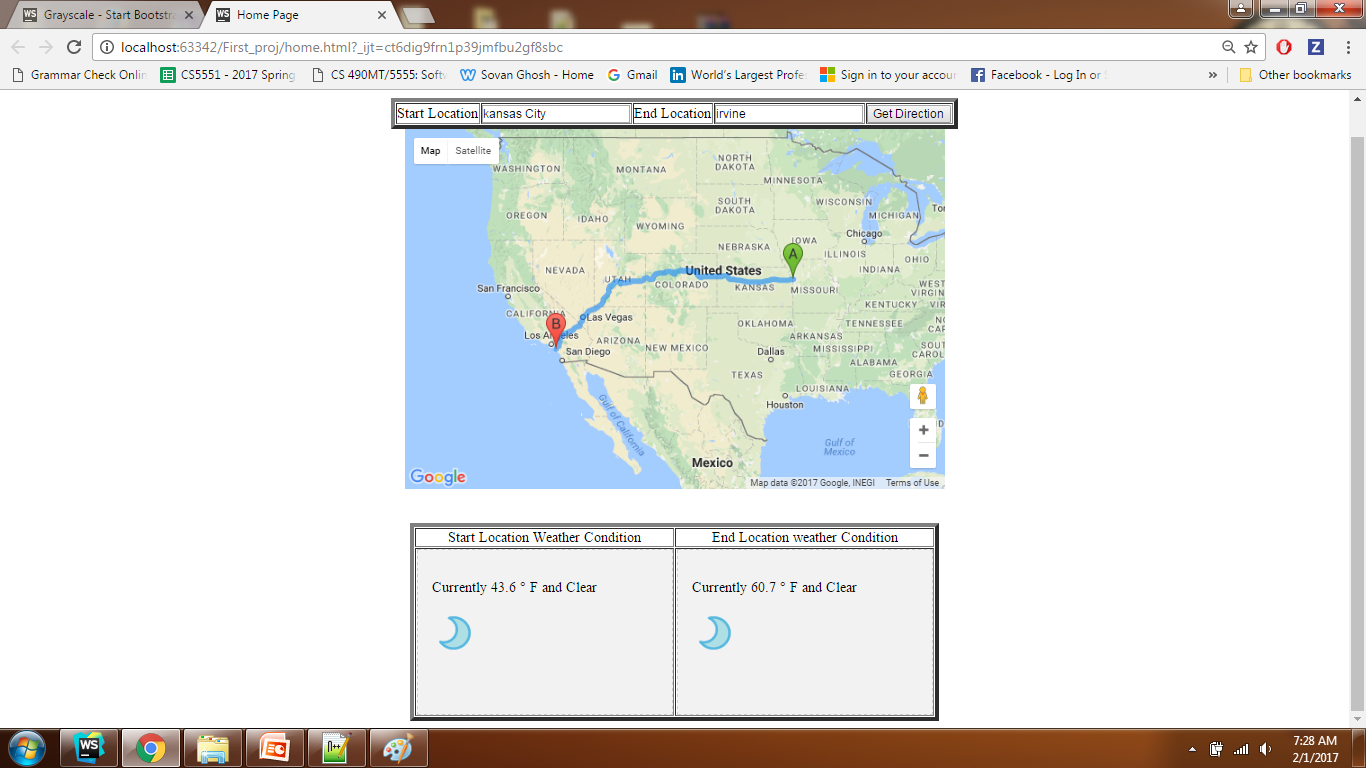 Grayscale - Start Bootstra
Home Page
localhost:63342/First_proj/home.html?_ijt=ct6dig9frn1p39jmfbu2gf8sbc
Grammar Check Onlin
CS5551 - 2017 Spring
CS 490MT/5555: Soft
Sovan Ghosh - Home
Gmail
World's Largest Profe
Sign in to your accou
Facebook - Log In or
»
Other bookmarks
Start Location kansas City End Location irvine Get Direction
Map Satellite
WASHINGTON
MONTANA
NORTH
DAKOTA
MINNESOTA
OREGON
IDAHO
SOUTH
DAKOTA
WISCONSIN
MICHIGAN
WYOMING
Chicago
NEBRASKA
IOWA
A
ILLINOIS
INDIANA
OHIO
NEVADA
UTAH
United States
COLORADO
KANSAS
MISSOURI
San Francisco
WEST
VIRGIN
KENTUCKY
CALIFORNIA
B
Las Vegas
OKLAHOMA
TENNESSEE
NORT
CAROL
Los Angeles
ARIZONA
NEW MEXICO
ARKANSAS
MISSISSIPPI
SOUT
CAROL
San Diego
Dallas
ALABAMA
TEXAS
GEORGIA
LOUISIANA
Houston
Gulf of
California
Gulf of
Mexico
Mexico
Google
Map data ©2017 Google, INEGI Terms of Use
Start Location Weather Condition End Location weather Condition
Currently 43.6 ° F and Clear Currently 60.7 ° F and Clear
7:28 AM
2/1/2017